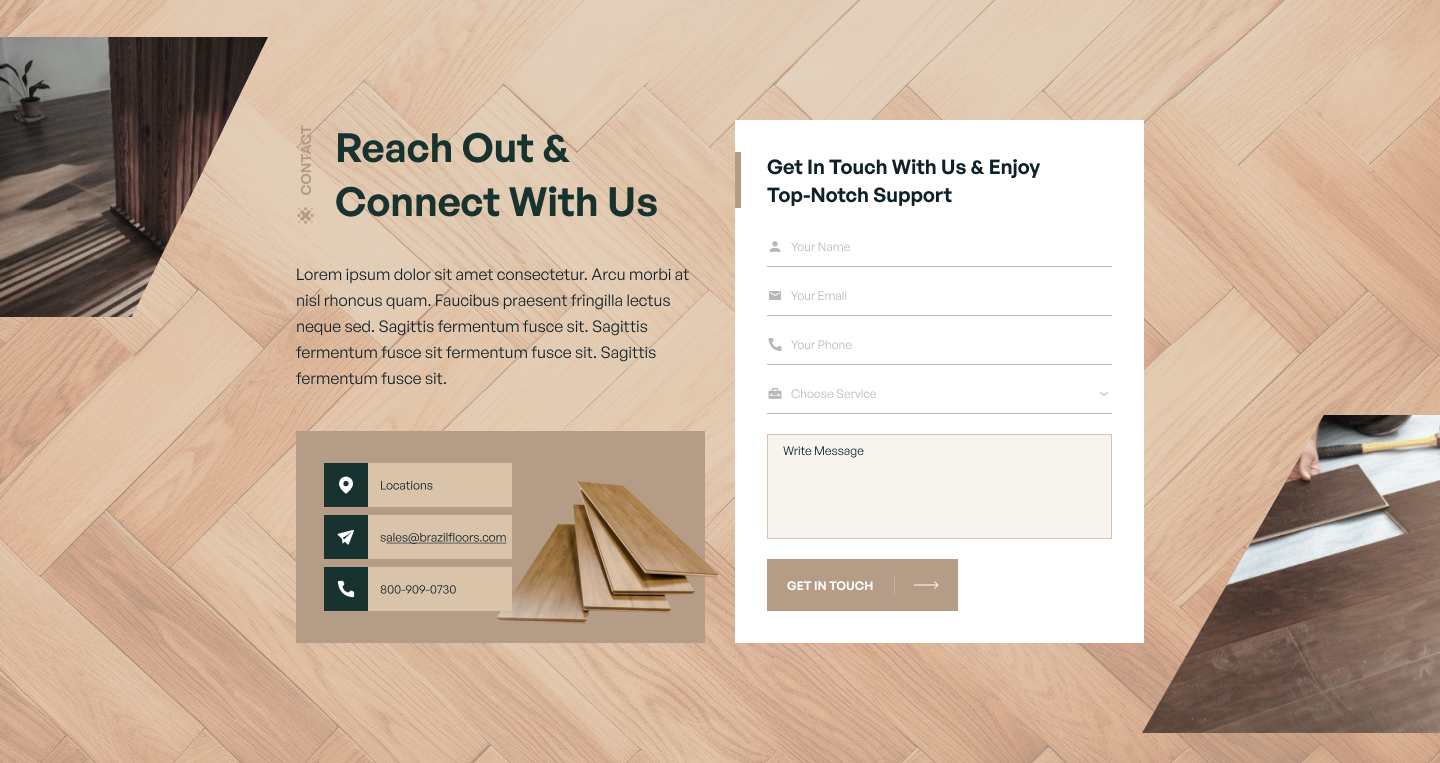 CONTACT
Reach Out &
Connect With Us
Lorem ipsum dolor sit amet consectetur. Arcu morbi at
nisl rhoncus quam. Faucibus praesent fringilla lectus
neque sed. Sagittis fermentum fusce sit. Sagittis
fermentum fusce sit fermentum fusce sit. Sagittis
fermentum fusce sit.
Locations
sales@brazilfloors.com
800-909-0730
Get In Touch With Us & Enjoy
Top-Notch Support
Your Name
Your Email
Your Phone
Choose Service
Write Message
GET IN TOUCH